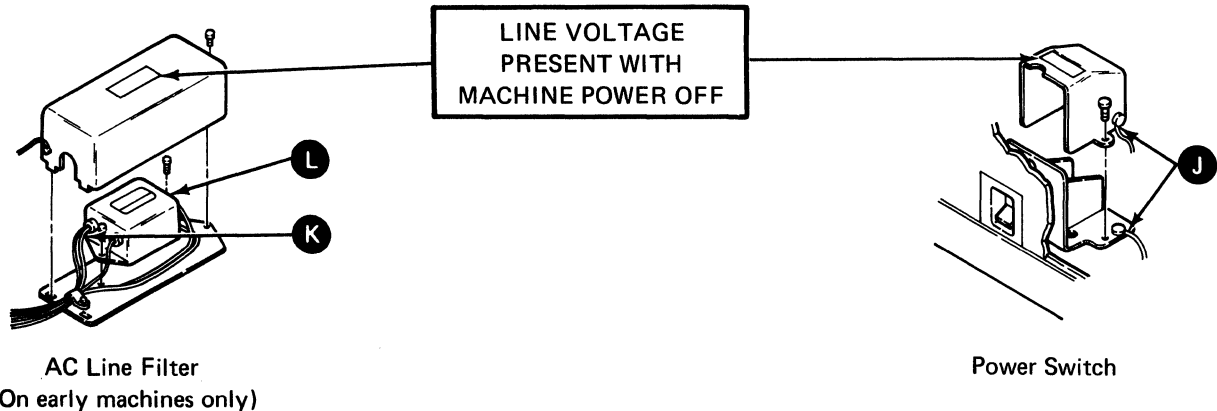 LINE VOLTAGE
PRESENT WITH
MACHINE POWER OFF
L
K
J
AC Line Filter
On early machines only)
Power Switch